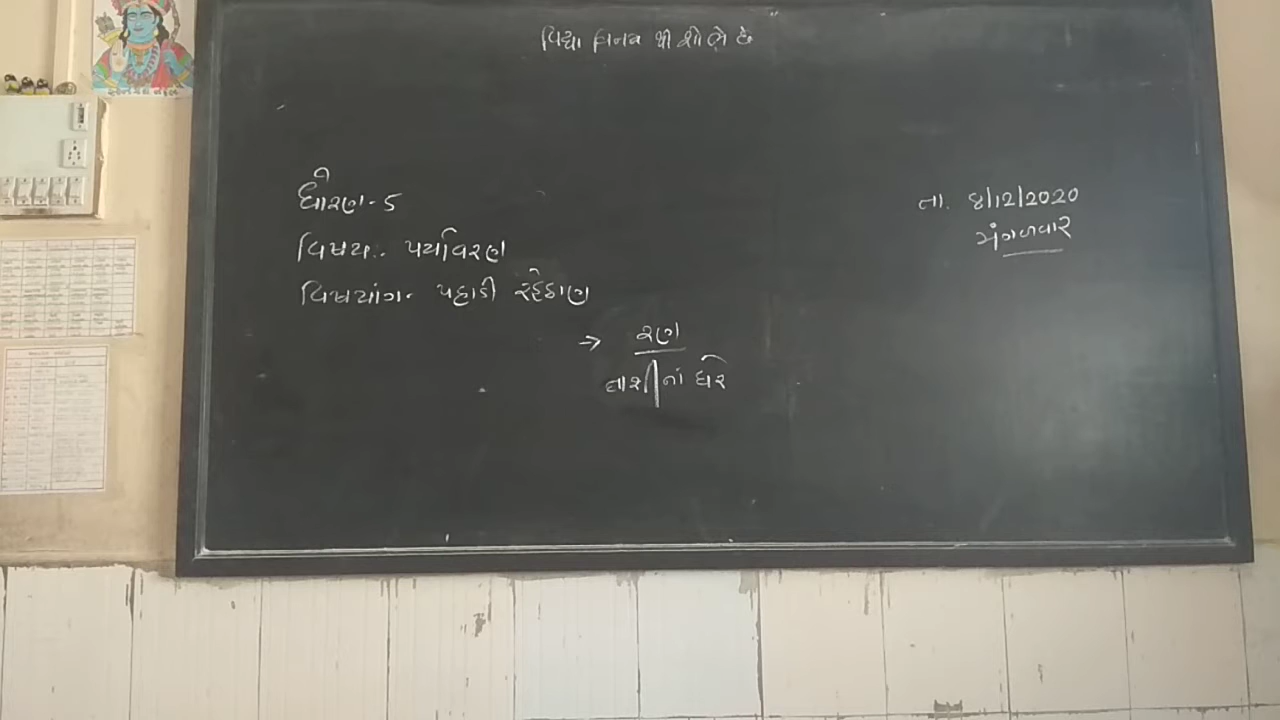 વિદ્યા વિનય થી શોભે છે
ધોરણ-5
તા. 8/12/2020
મંગળવાર
વિષય:- પર્યાવરણ
વિષયાંગ- પહાડી રહેઠાણ
→ રણ
તાશીનાં ઘરે